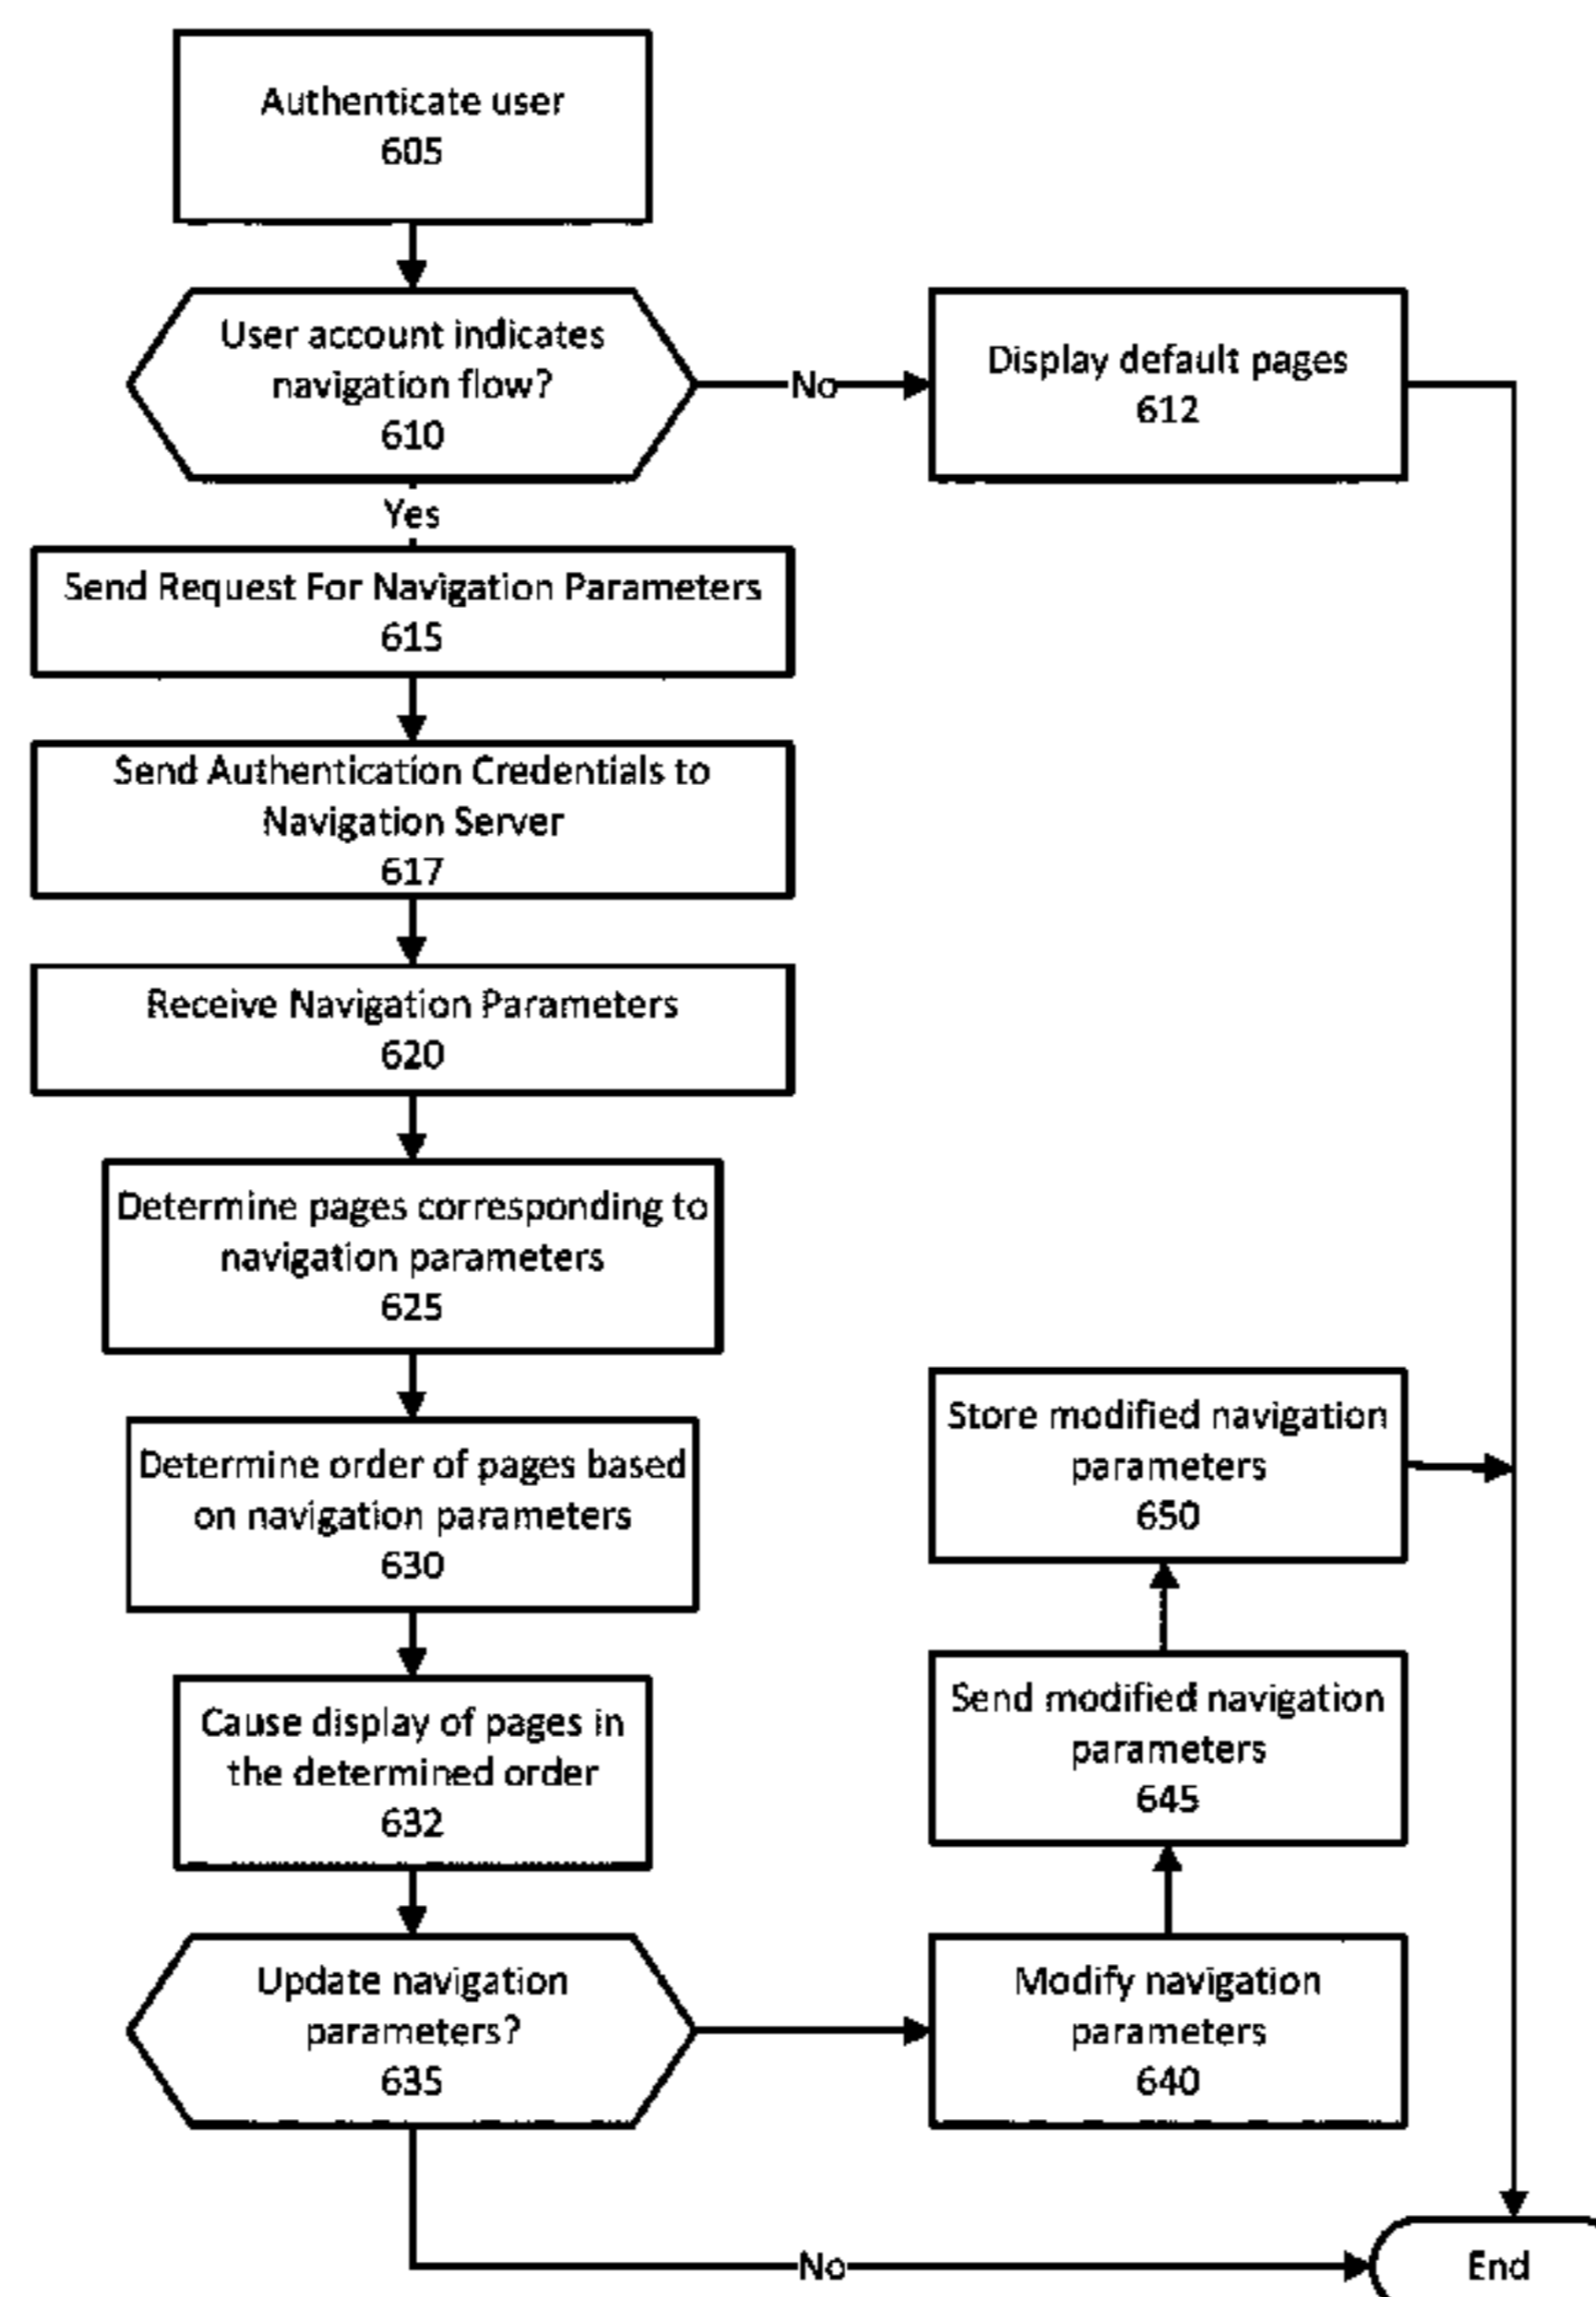 Authenticate user
605
User account indicates
navigation flow?
610
No
Display default pages
612
Yes
Send Request For Navigation Parameters
615
Send Authentication Credentials to
Navigation Server
617
Receive Navigation Parameters
620
Determine pages corresponding to
navigation parameters
625
Determine order of pages based
on navigation parameters
630
Cause display of pages in
the determined order
632
Update navigation
parameters?
635
Modify navigation
parameters
640
Send modified navigation
parameters
645
Store modified navigation
parameters
650
No
End